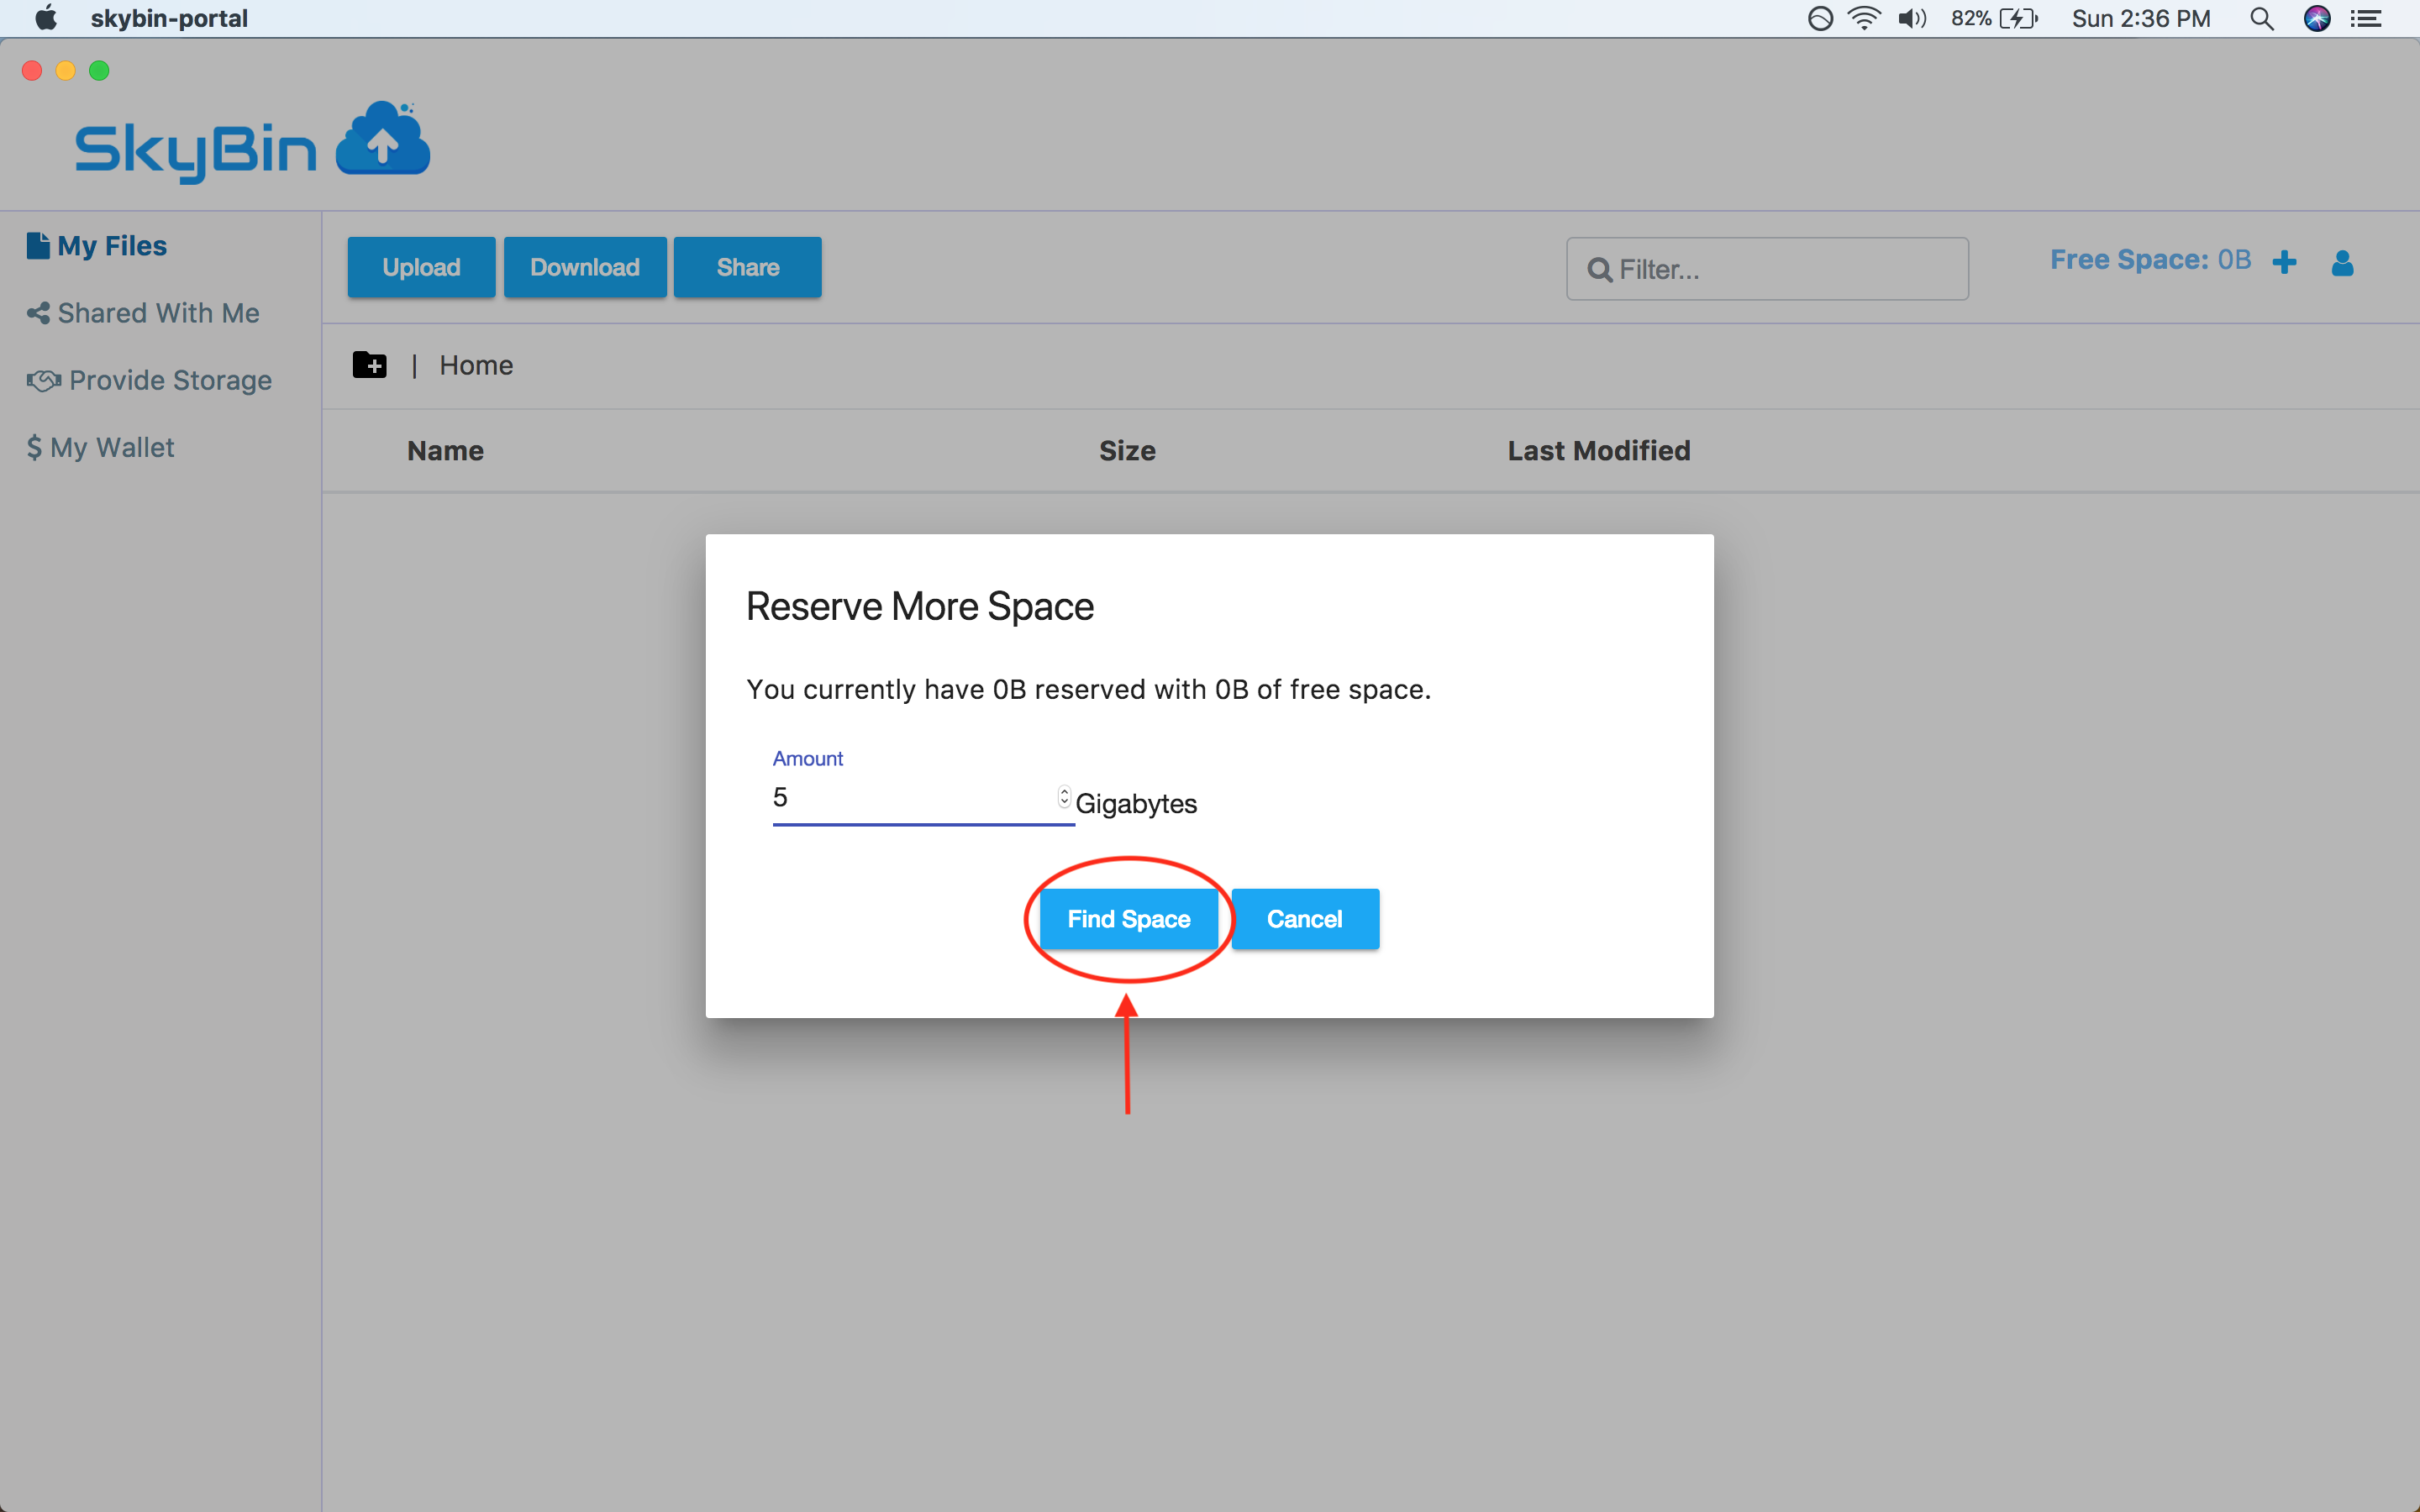 skybin-portal
82%
Sun 2:36 PM
SkyBin
My Files
Shared With Me
Provide Storage
$ My Wallet
Upload
Download
Share
Filter...
Free Space: 0B
| Home
Name
Size
Last Modified
Reserve More Space
You currently have 0B reserved with 0B of free space.
Amount
5
Gigabytes
Find Space
Cancel